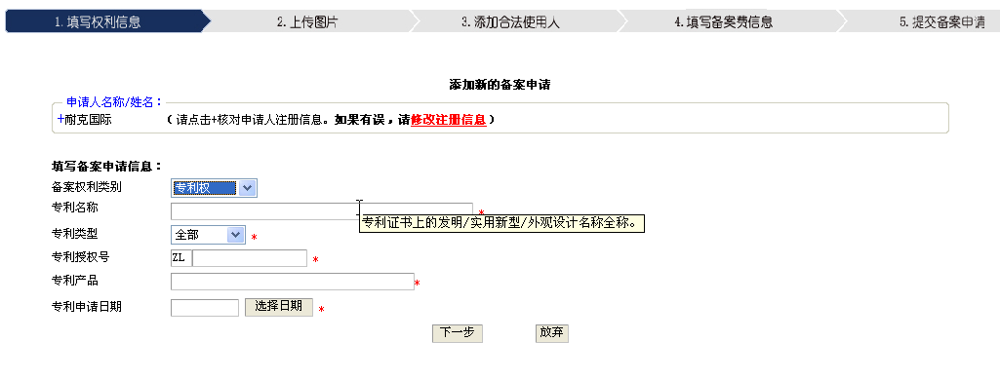 1.填写权利信息 2.上传图片 3.添加合法使用人 4.填写备案费信息 5.提交备案申请
添加新的备案申请
申请人名称/姓名：
+耐克国际 （请点击+核对申请人注册信息。如果有误，请修改注册信息）
填写备案申请信息：
备案权利类别 专利权
专利名称 *
专利证书上的发明/实用新型/外观设计名称全称。
专利类型 全部 *
专利授权号 ZL *
专利产品 *
专利申请日期 选择日期 *
下一步 放弃